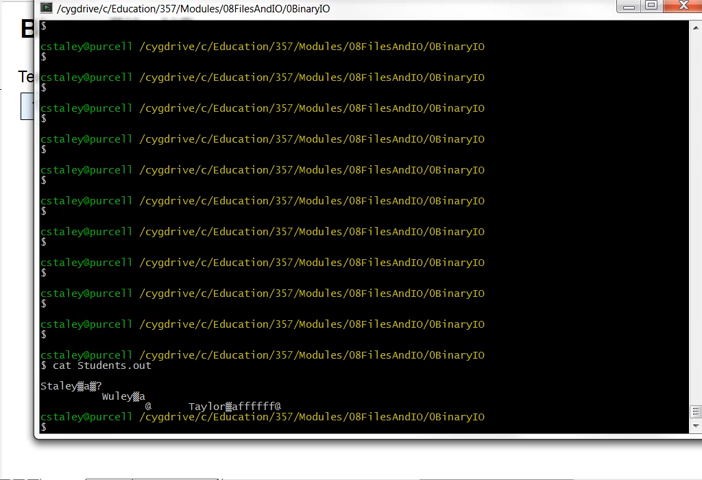 /cygdrive/c/Education/357/Modules/08FilesAndIO/0BinaryIO
B
Te
$
cstaley@purcell /cygdrive/c/Education/357/Modules/08FilesAndIO/0BinaryIO
$
cstaley@purcell /cygdrive/c/Education/357/Modules/08FilesAndIO/0BinaryIO
$
cstaley@purcell /cygdrive/c/Education/357/Modules/08FilesAndIO/0BinaryIO
$
cstaley@purcell /cygdrive/c/Education/357/Modules/08FilesAndIO/0BinaryIO
$
cstaley@purcell /cygdrive/c/Education/357/Modules/08FilesAndIO/0BinaryIO
$
cstaley@purcell /cygdrive/c/Education/357/Modules/08FilesAndIO/0BinaryIO
$
cstaley@purcell /cygdrive/c/Education/357/Modules/08FilesAndIO/0BinaryIO
$
cstaley@purcell /cygdrive/c/Education/357/Modules/08FilesAndIO/0BinaryIO
$
cstaley@purcell /cygdrive/c/Education/357/Modules/08FilesAndIO/0BinaryIO
$
cstaley@purcell /cygdrive/c/Education/357/Modules/08FilesAndIO/0BinaryIO
$
cstaley@purcell /cygdrive/c/Education/357/Modules/08FilesAndIO/0BinaryIO
$ cat Students.out
Staley▒a▒?
Wuley▒a
@ Taylor▒affffff@
cstaley@purcell /cygdrive/c/Education/357/Modules/08FilesAndIO/0BinaryIO
$